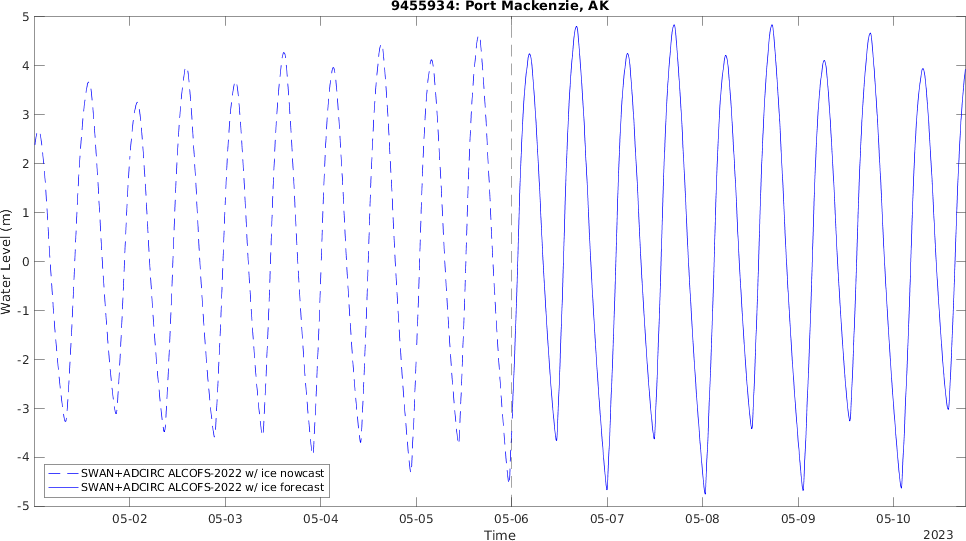 9455934: Port Mackenzie, AK
5
4
3
2
1
0
-1
-2
-3
-4
-5
Water Level (m)
SWAN+ADCIRC ALCOFS-2022 w/ ice nowcast
SWAN+ADCIRC ALCOFS-2022 w/ ice forecast
05-02 05-03 05-04 05-05 05-06 05-07 05-08 05-09 05-10
Time
2023